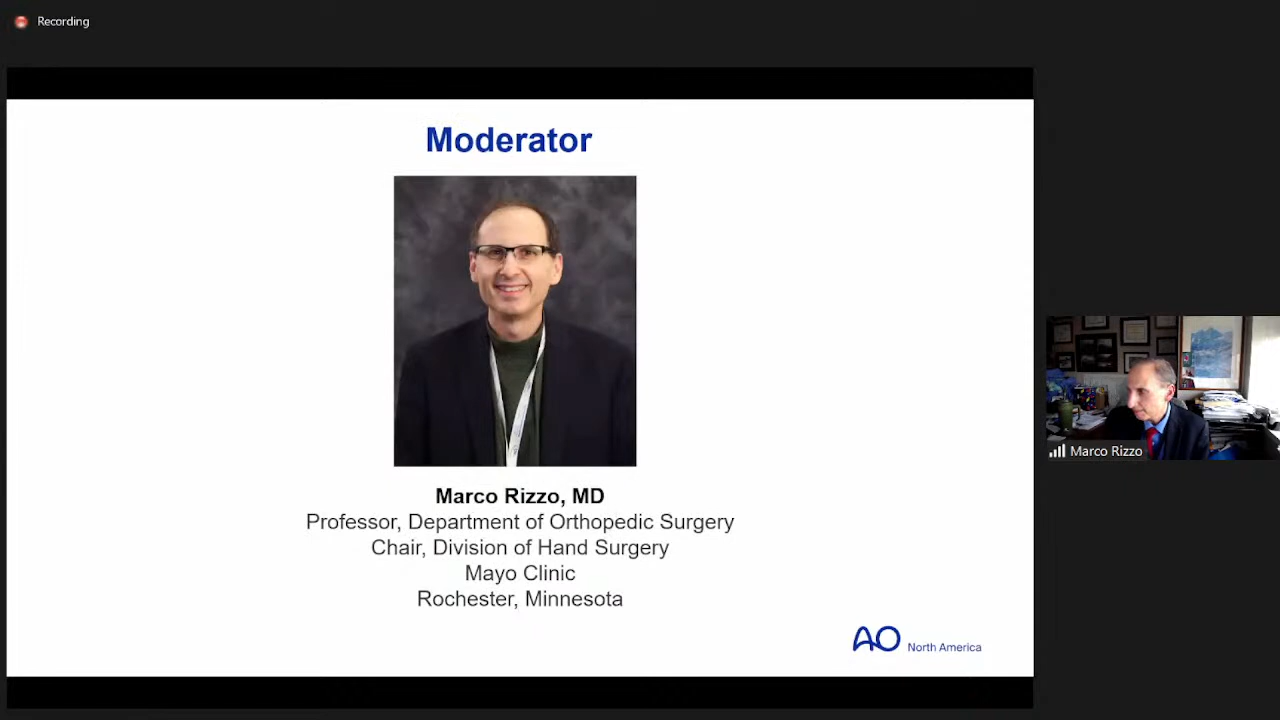 Recording
Moderator
Marco Rizzo, MD
Professor, Department of Orthopedic Surgery
Chair, Division of Hand Surgery
Mayo Clinic
Rochester, Minnesota
AO North America
Marco Rizzo